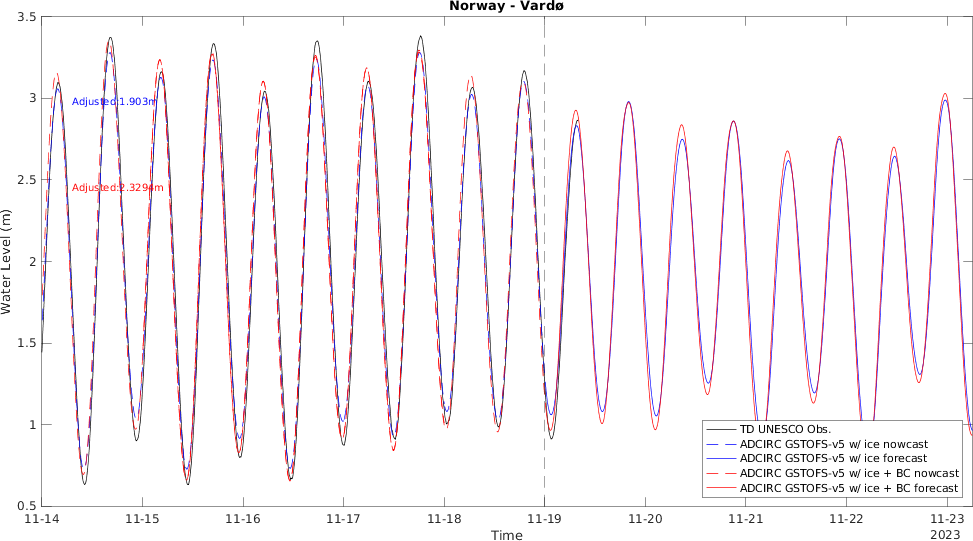 Norway - Vardø
3.5
3
2.5
2
1.5
1
0.5
Water Level (m)
Adjusted:1.903m
Adjusted:2.3294m
TD UNESCO Obs.
ADCIRC GSTOFS-v5 w/ ice nowcast
ADCIRC GSTOFS-v5 w/ ice forecast
ADCIRC GSTOFS-v5 w/ ice + BC nowcast
ADCIRC GSTOFS-v5 w/ ice + BC forecast
11-14 11-15 11-16 11-17 11-18 11-19 11-20 11-21 11-22 11-23
Time
2023